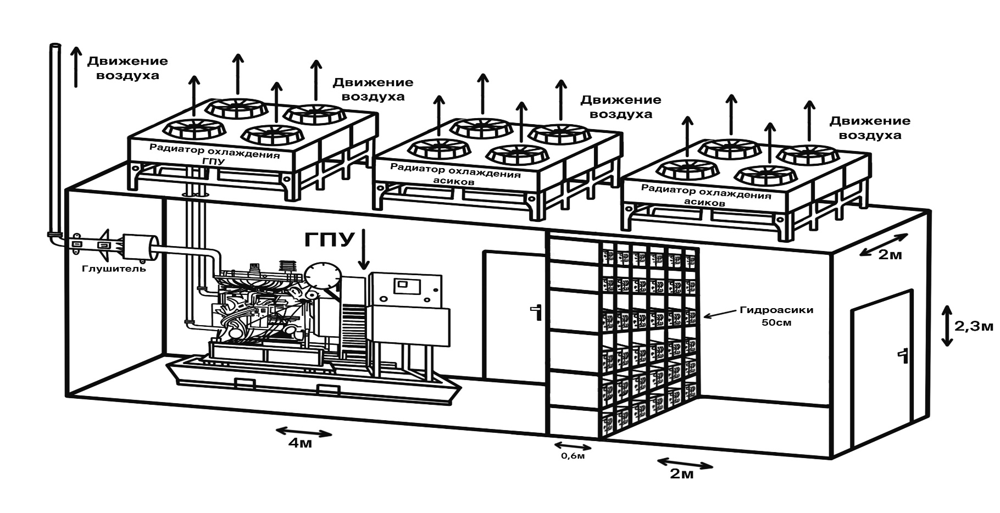 Движение
воздуха
Движение
воздуха
Движение
воздуха
Движение
воздуха
Радиатор охлаждения
ГПУ
Радиатор охлаждения
асиков
Радиатор охлаждения
асиков
ГПУ
2м
Глушитель
Гидроасики
50см
2,3м
4м
0,6м
2м